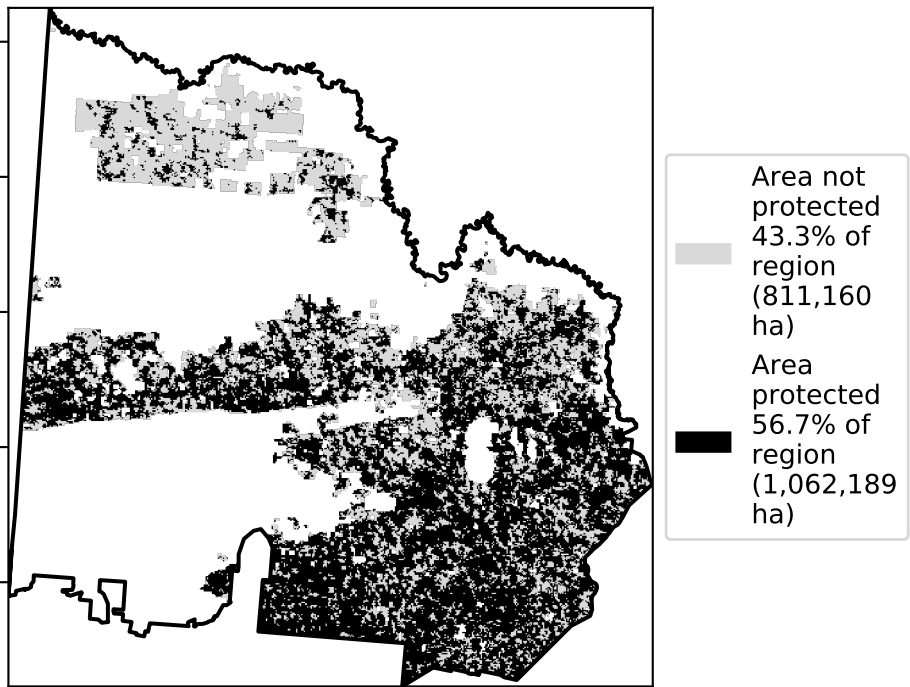 Area not
protected
43.3% of
region
(811,160
ha)
Area
protected
56.7% of
region
(1,062,189
ha)